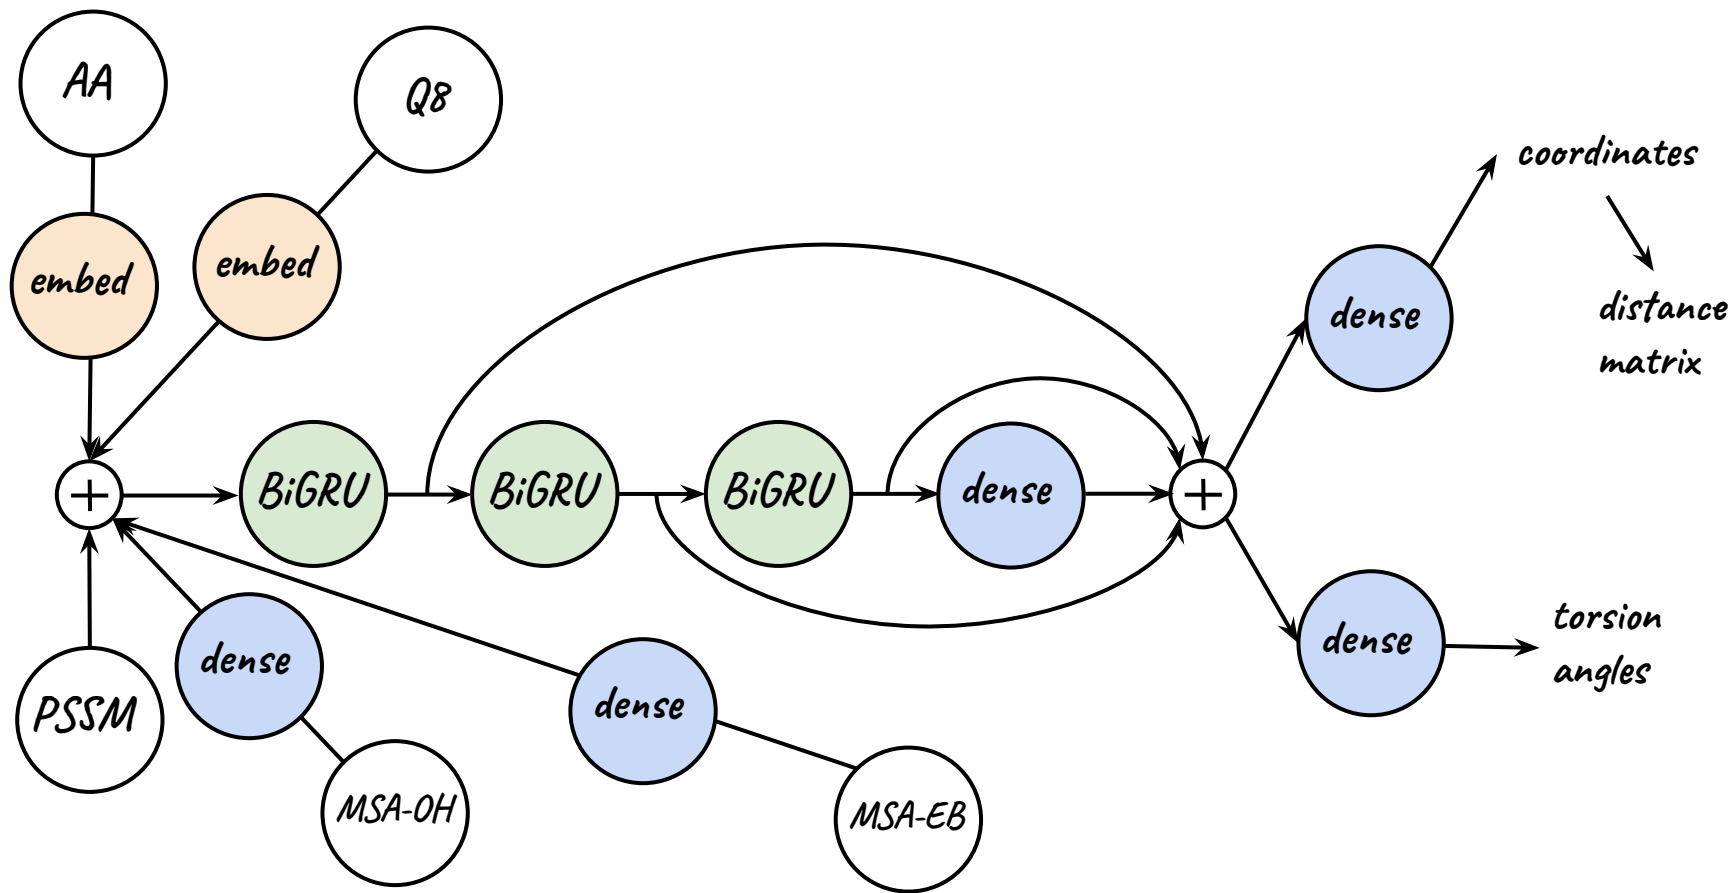 AA
Q8
embed
embed
coordinates
distance
matrix
dense
+
BiGRU
BiGRU
BiGRU
dense
+
dense
torsion
angles
PSSM
dense
dense
MSA-OH
MSA-EB